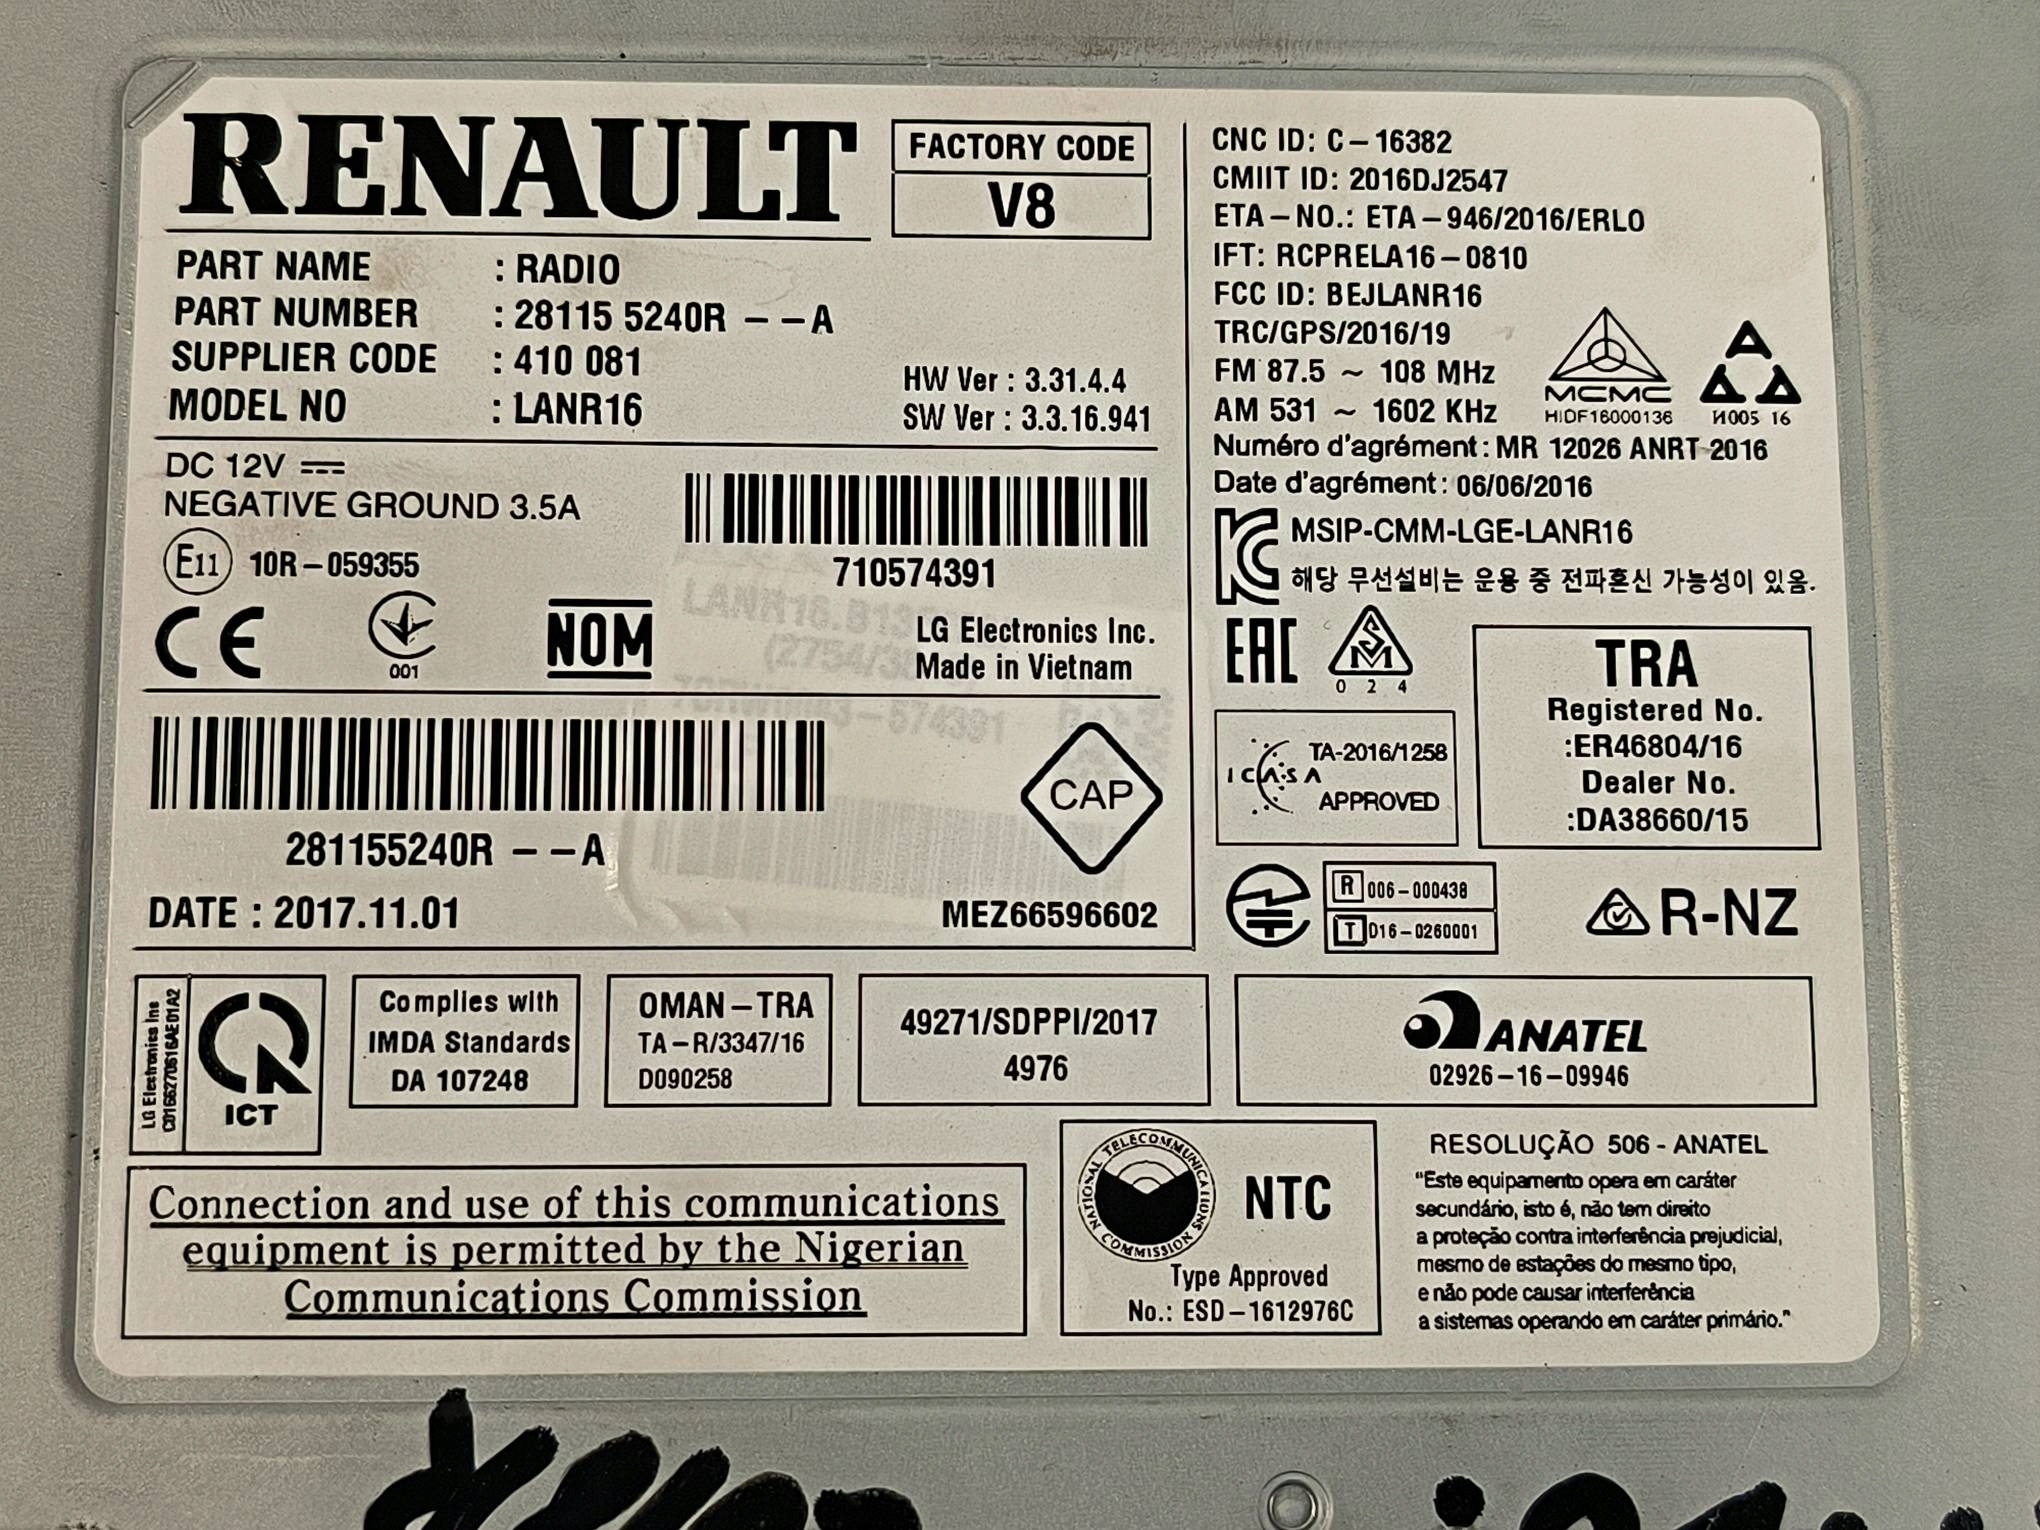 RENAULT
FACTORY CODE
V8
PART NAME : RADIO
PART NUMBER : 28115 5240R – –A
SUPPLIER CODE : 410 081
MODEL NO : LANR16
HW Ver : 3.31.4.4
SW Ver : 3.3.16.941
DC 12V
NEGATIVE GROUND 3.5A
E11 10R–059355
710574391
CE
001
NOM
LG Electronics Inc.
Made in Vietnam
281155240R – –A
CAP
DATE : 2017.11.01
MEZ66596602
CNC ID: C–16382
CMIIT ID: 2016DJ2547
ETA–NO.: ETA–946/2016/ERLO
IFT: RCPRELA16–0810
FCC ID: BEJLANR16
TRC/GPS/2016/19
FM 87.5 ~ 108 MHz
AM 531 ~ 1602 KHz
MCMC
HIDF16000136
И005 16
Numéro d'agrément : MR 12026 ANRT 2016
Date d'agrément : 06/06/2016
MSIP-CMM-LGE-LANR16
해당 무선설비는 운용 중 전파혼신 가능성이 있음.
EAC
024
TRA
Registered No.
:ER46804/16
Dealer No.
:DA38660/15
ICASA
TA-2016/1258
APPROVED
R 006–000438
T D16–0260001
R-NZ
LG Electronics Inc
C0166270616AE01A2
ICT
Complies with
IMDA Standards
DA 107248
OMAN–TRA
TA–R/3347/16
D090258
49271/SDPPI/2017
4976
ANATEL
02926–16–09946
Connection and use of this communications
equipment is permitted by the Nigerian
Communications Commission
NATIONAL TELECOMMUNICATIONS COMMISSION
NTC
Type Approved
No.: ESD–1612976C
RESOLUÇÃO 506 - ANATEL
“Este equipamento opera em caráter
secundário, isto é, não tem direito
a proteção contra interferência prejudicial,
mesmo de estações do mesmo tipo,
e não pode causar interferência
a sistemas operando em caráter primário.”